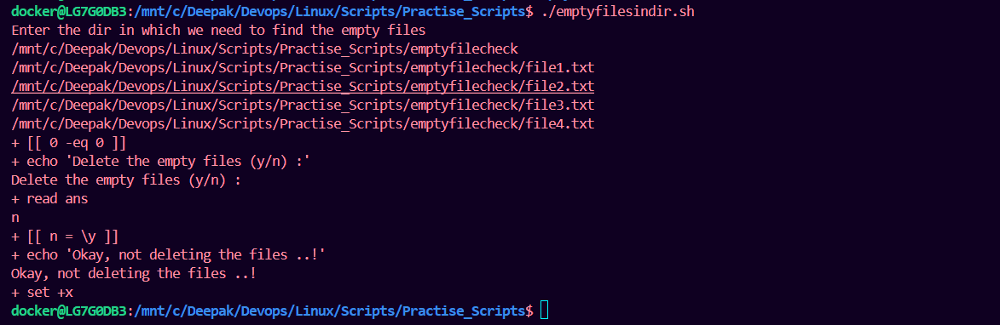 docker@LG7G0DB3:/mnt/c/Deepak/Devops/Linux/Scripts/Practise_Scripts$ ./emptyfilesindir.sh
Enter the dir in which we need to find the empty files
/mnt/c/Deepak/Devops/Linux/Scripts/Practise_Scripts/emptyfilecheck
/mnt/c/Deepak/Devops/Linux/Scripts/Practise_Scripts/emptyfilecheck/file1.txt
/mnt/c/Deepak/Devops/Linux/Scripts/Practise_Scripts/emptyfilecheck/file2.txt
/mnt/c/Deepak/Devops/Linux/Scripts/Practise_Scripts/emptyfilecheck/file3.txt
/mnt/c/Deepak/Devops/Linux/Scripts/Practise_Scripts/emptyfilecheck/file4.txt
+ [[ 0 -eq 0 ]]
+ echo 'Delete the empty files (y/n) :'
Delete the empty files (y/n) :
+ read ans
n
+ [[ n = \y ]]
+ echo 'Okay, not deleting the files ..!'
Okay, not deleting the files ..!
+ set +x
docker@LG7G0DB3:/mnt/c/Deepak/Devops/Linux/Scripts/Practise_Scripts$